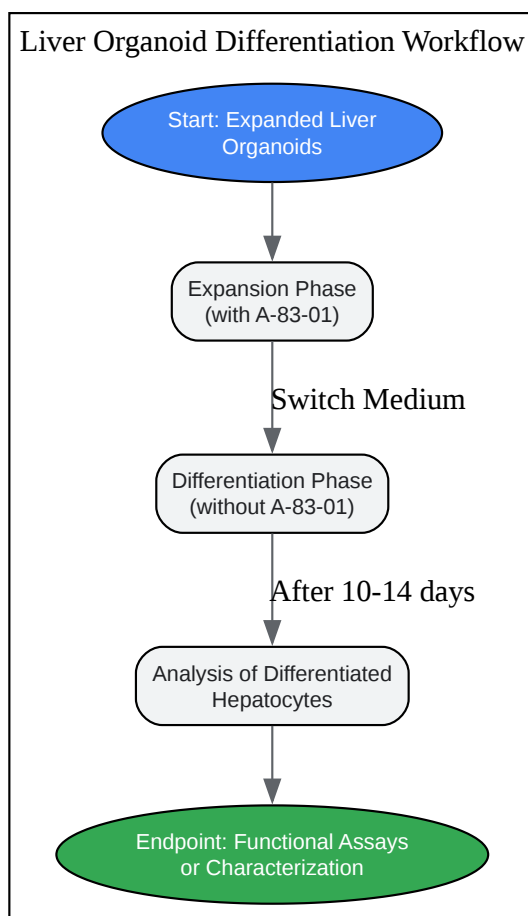 Liver Organoid Differentiation Workflow
Start: Expanded Liver
Organoids
Expansion Phase
(with A-83-01)
Switch Medium
Differentiation Phase
(without A-83-01)
After 10-14 days
Analysis of Differentiated
Hepatocytes
Endpoint: Functional Assays
or Characterization